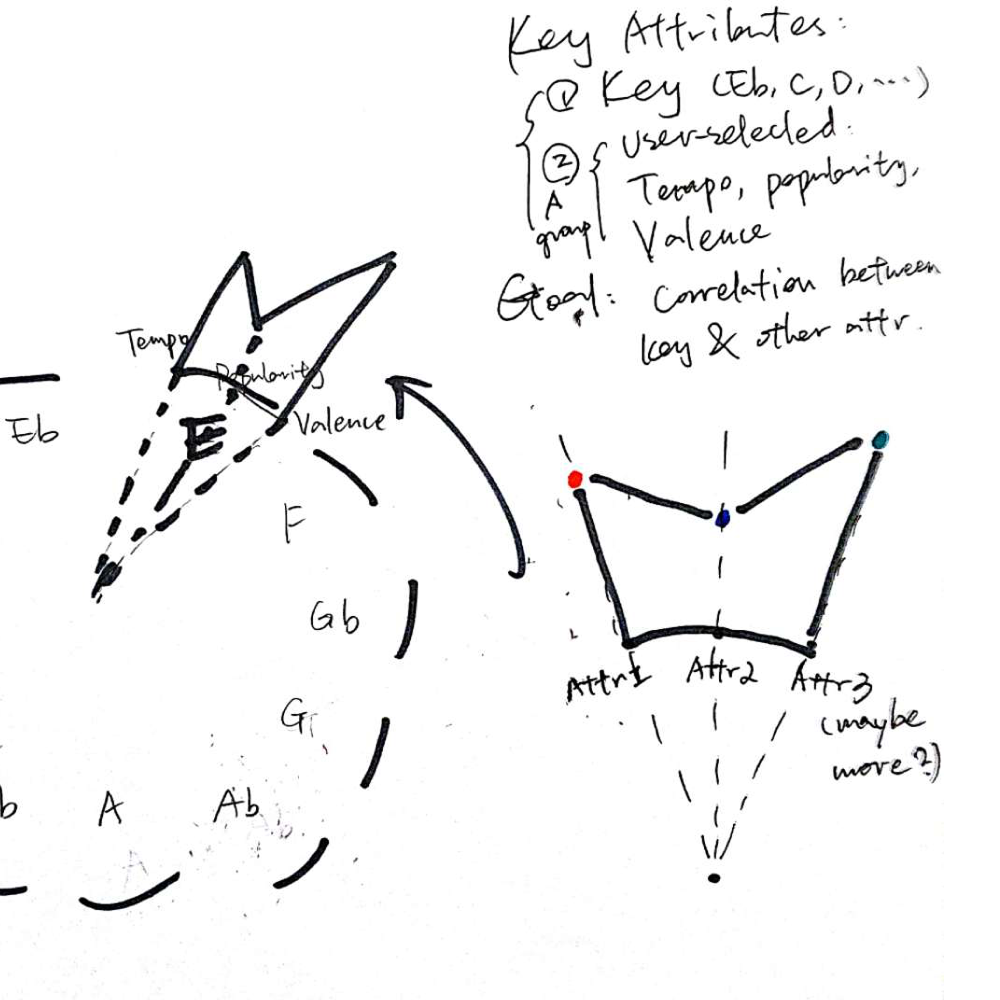 Key Attributes:
① Key (Eb, C, D, ....)
② A group
User-selected:
Tempo, popularity,
Valence
Goal: Correlation between
key & other attr.
Tempo
Popularity
Valence
Eb
E
F
Gb
G
Ab
A
b
Attr1
Attr2
Attr3
(maybe
more?)